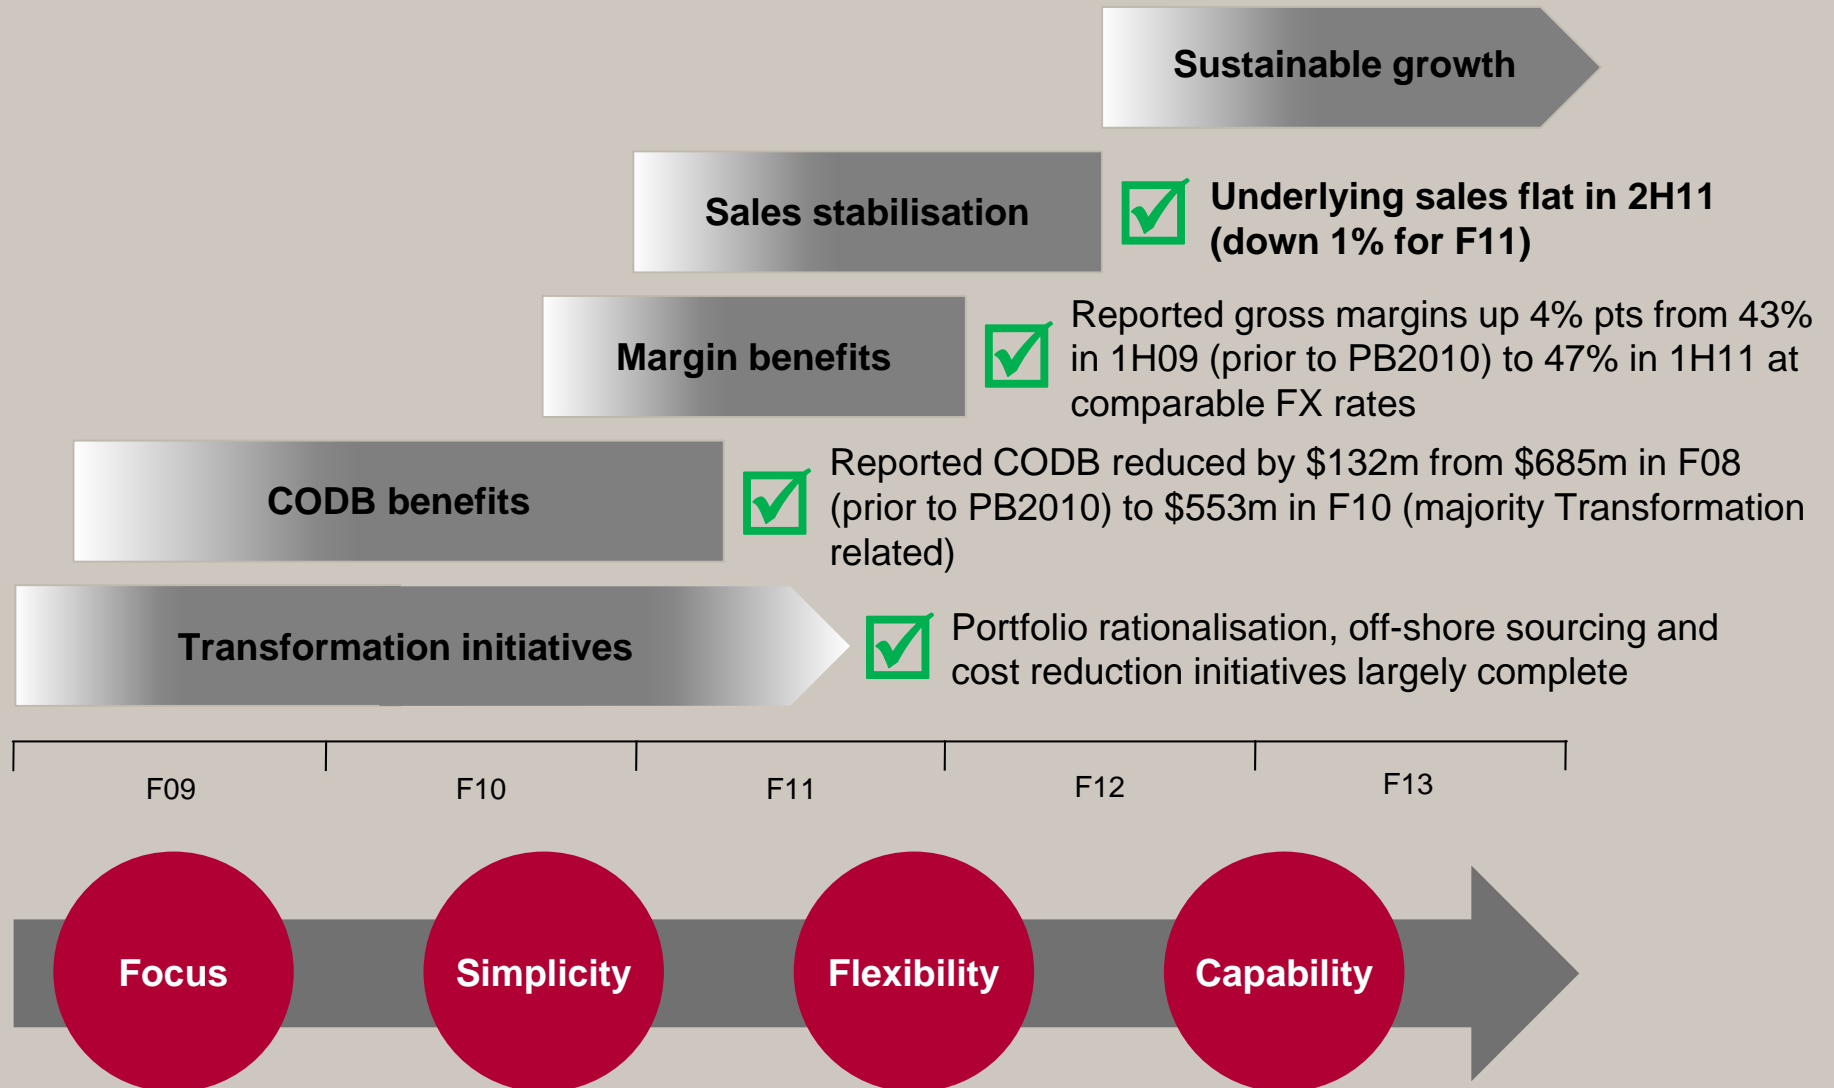 Sustainable growth
Sales stabilisation
Underlying sales flat in 2H11
(down 1% for F11)
Margin benefits
Reported gross margins up 4% pts from 43%
in 1H09 (prior to PB2010) to 47% in 1H11 at
comparable FX rates
CODB benefits
Reported CODB reduced by $132m from $685m in F08
(prior to PB2010) to $553m in F10 (majority Transformation
related)
Transformation initiatives
Portfolio rationalisation, off-shore sourcing and
cost reduction initiatives largely complete
F09
F10
F11
F12
F13
Focus
Simplicity
Flexibility
Capability